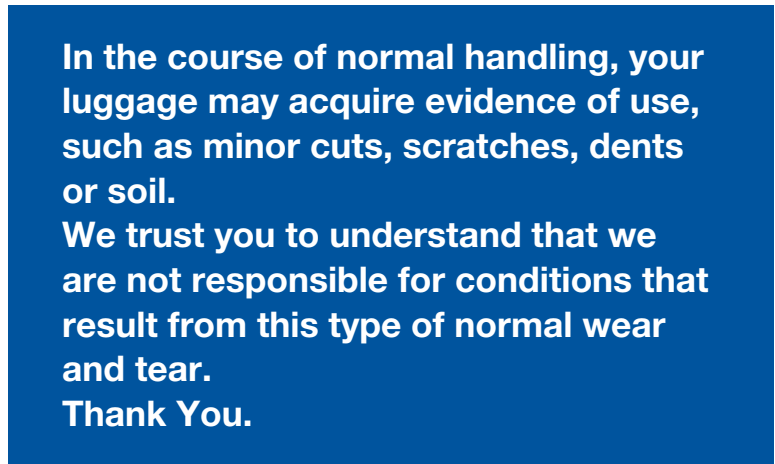 In the course of normal handling, your
luggage may acquire evidence of use,
such as minor cuts, scratches, dents
or soil.
We trust you to understand that we
are not responsible for conditions that
result from this type of normal wear
and tear.
Thank You.